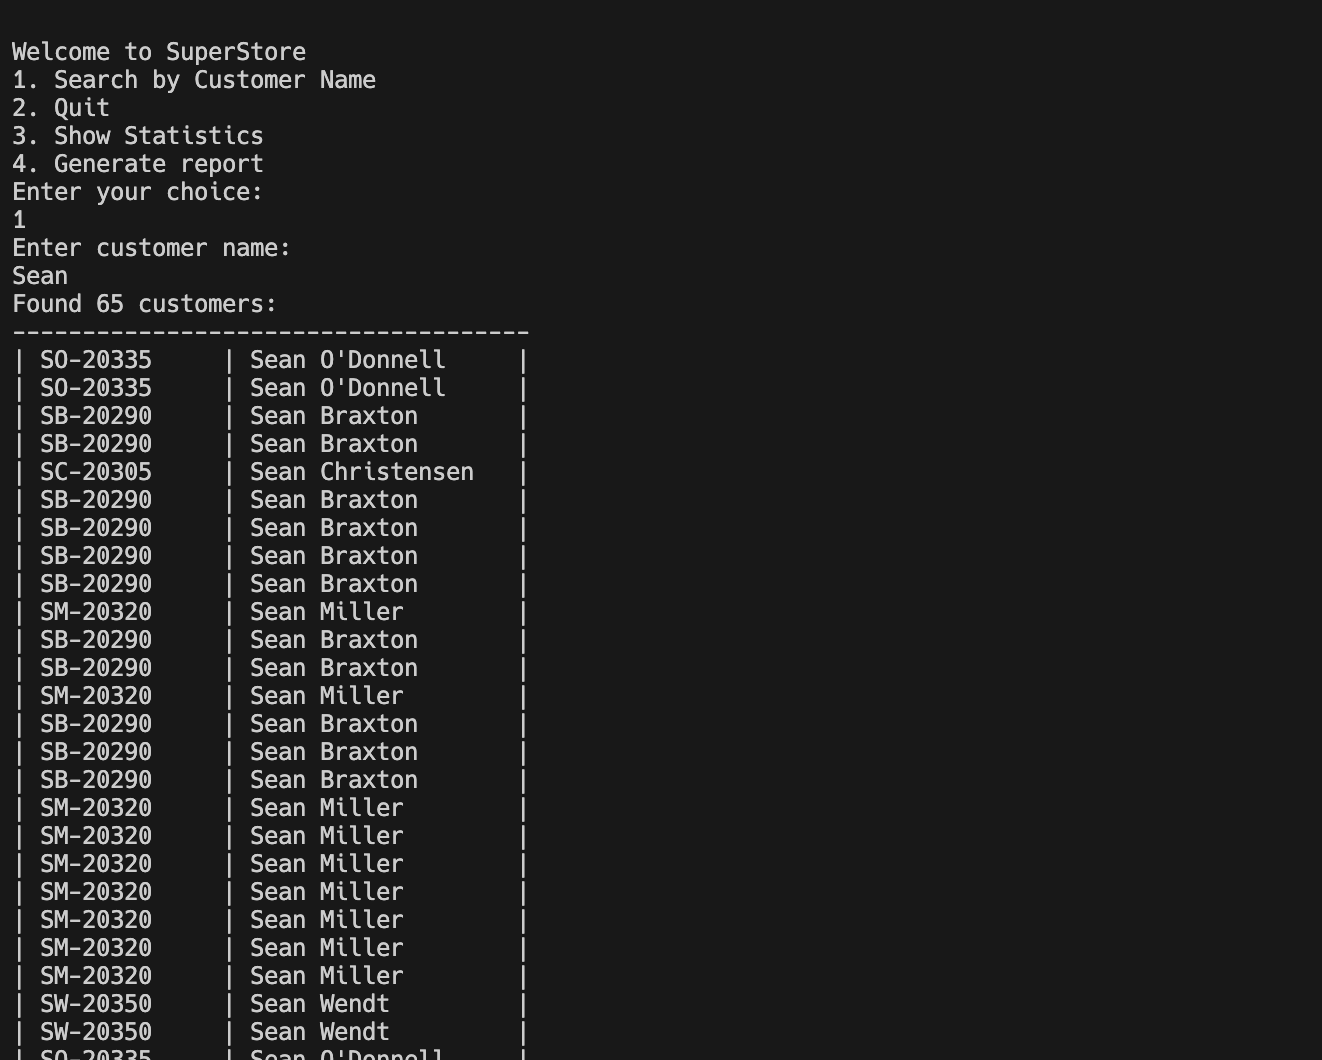 Welcome to SuperStore
1. Search by Customer Name
2. Quit
3. Show Statistics
4. Generate report
Enter your choice:
1
Enter customer name:
Sean
Found 65 customers:
-------------------------------------
| SO-20335     | Sean O'Donnell     |
| SO-20335     | Sean O'Donnell     |
| SB-20290     | Sean Braxton       |
| SB-20290     | Sean Braxton       |
| SC-20305     | Sean Christensen   |
| SB-20290     | Sean Braxton       |
| SB-20290     | Sean Braxton       |
| SB-20290     | Sean Braxton       |
| SB-20290     | Sean Braxton       |
| SM-20320     | Sean Miller        |
| SB-20290     | Sean Braxton       |
| SB-20290     | Sean Braxton       |
| SM-20320     | Sean Miller        |
| SB-20290     | Sean Braxton       |
| SB-20290     | Sean Braxton       |
| SB-20290     | Sean Braxton       |
| SM-20320     | Sean Miller        |
| SM-20320     | Sean Miller        |
| SM-20320     | Sean Miller        |
| SM-20320     | Sean Miller        |
| SM-20320     | Sean Miller        |
| SM-20320     | Sean Miller        |
| SM-20320     | Sean Miller        |
| SW-20350     | Sean Wendt         |
| SW-20350     | Sean Wendt         |
| SO-20335     | Sean O'Donnell     |